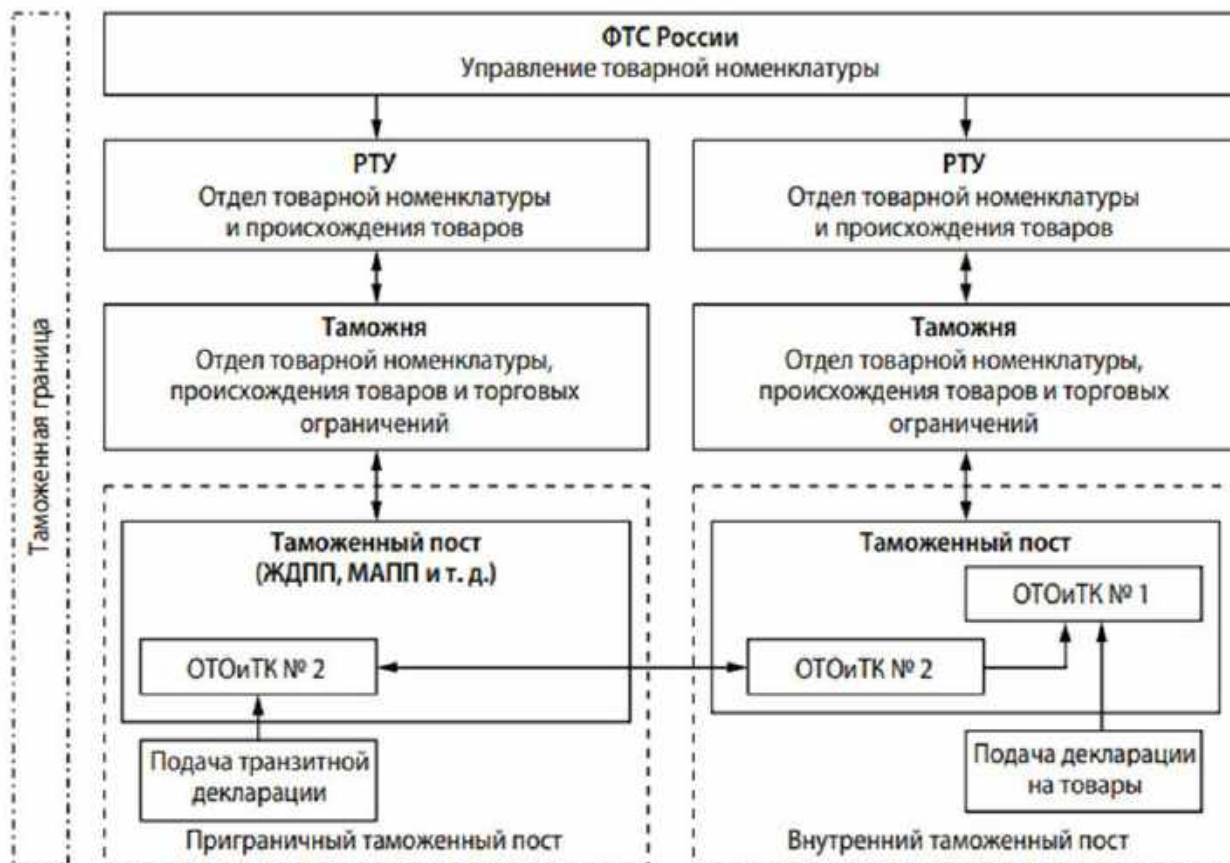 Таможенная граница
ФТС России
Управление товарной номенклатуры
РТУ
Отдел товарной номенклатуры
и происхождения товаров
РТУ
Отдел товарной номенклатуры
и происхождения товаров
Таможня
Отдел товарной номенклатуры,
происхождения товаров и торговых
ограничений
Таможня
Отдел товарной номенклатуры,
происхождения товаров и торговых
ограничений
Таможенный пост
(ЖДПП, МАПП и т. д.)
ОТОиТК № 2
Подача транзитной
декларации
Приграничный таможенный пост
Таможенный пост
ОТОиТК № 1
ОТОиТК № 2
Подача декларации
на товары
Внутренний таможенный пост